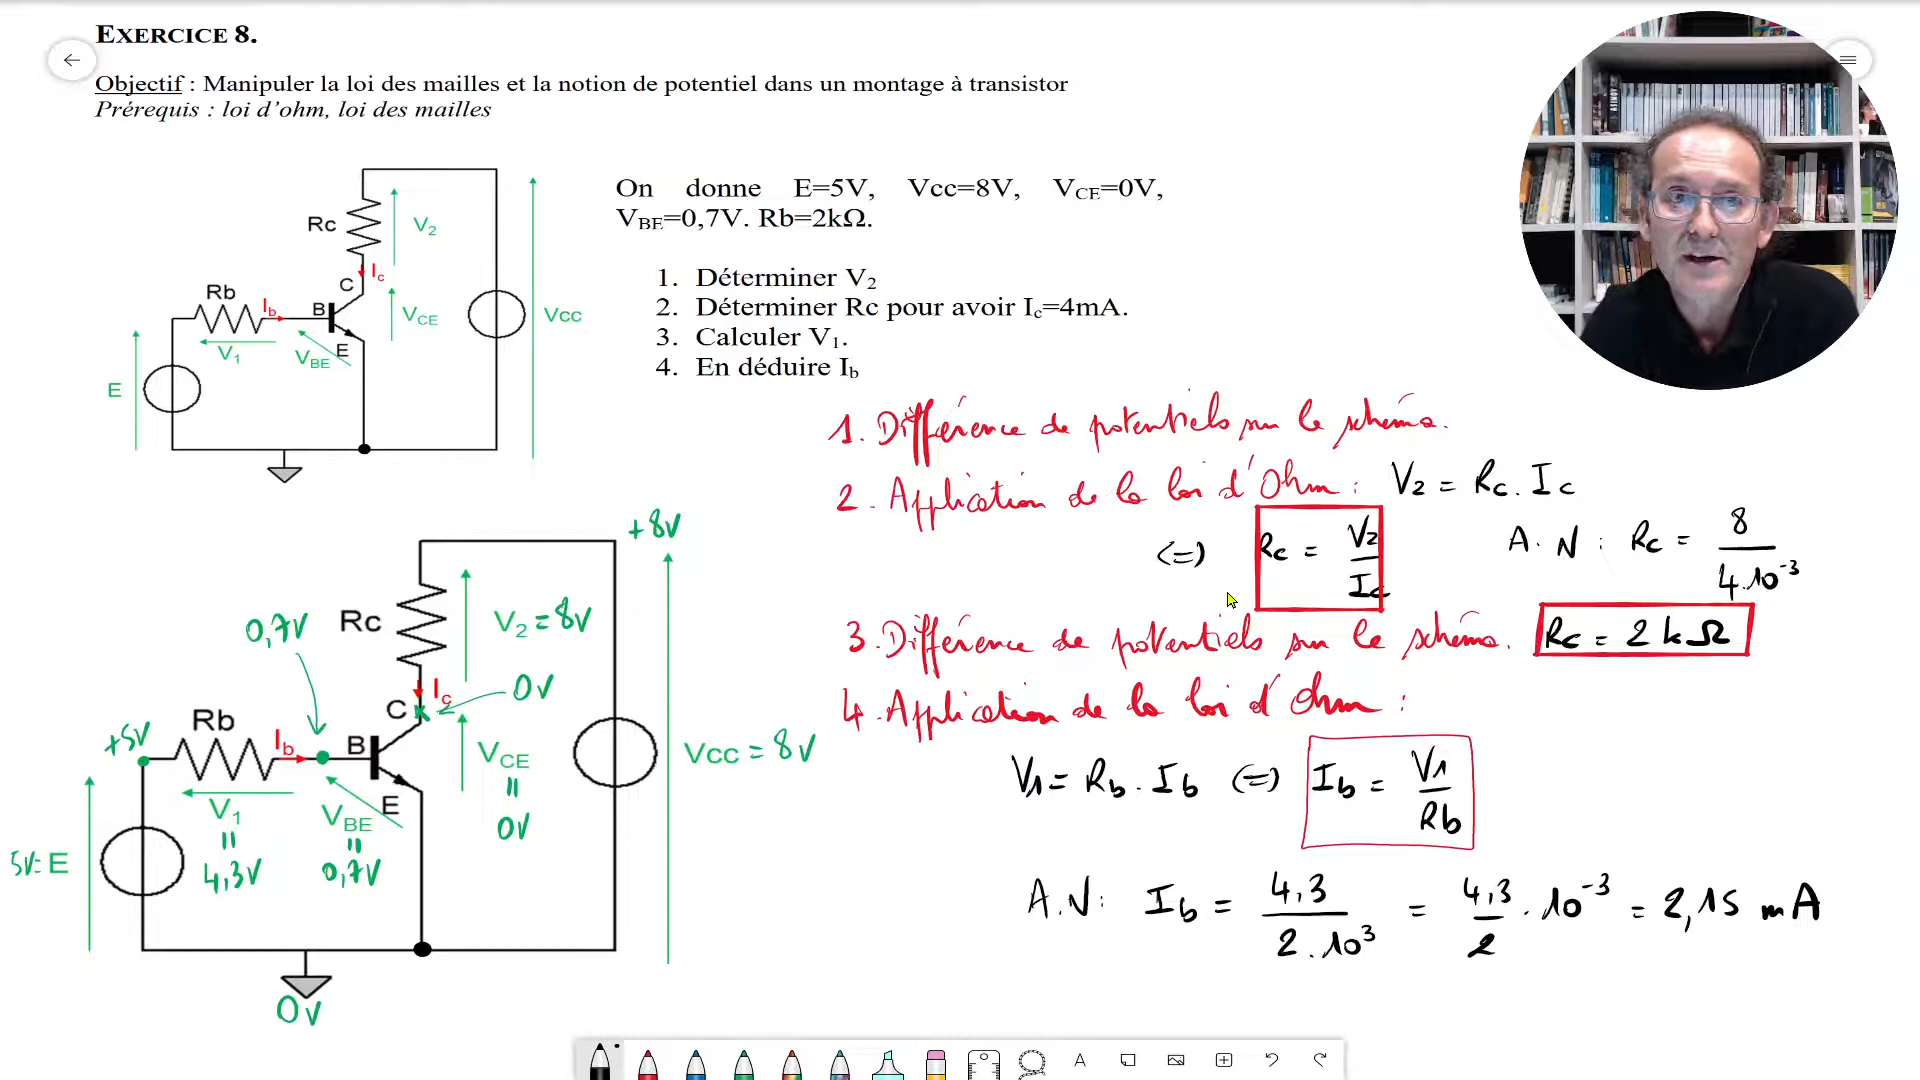 EXERCICE 8.
Objectif : Manipuler la loi des mailles et la notion de potentiel dans un montage à transistor
Prérequis : loi d'ohm, loi des mailles
On donne E=5V, Vcc=8V, VCE=0V,
VBE=0,7V. Rb=2kΩ.
1. Déterminer V2
2. Déterminer Rc pour avoir Ic=4mA.
3. Calculer V1.
4. En déduire Ib
Rc
V2
Ic
C
Rb
Ib
B
VCE
Vcc
V1
VBE
E
E
1. Différence de potentiels sur le schéma.
2. Application de la loi d'Ohm : V2 = Rc . Ic
(=) Rc = V2 / Ic
A.N : Rc = 8 / 4.10⁻³
3. Différence de potentiels sur le schéma.
Rc = 2 kΩ
4. Application de la loi d'Ohm :
V1 = Rb . Ib (=) Ib = V1 / Rb
A.N : Ib = 4,3 / 2.10³ = 4,3 / 2 . 10⁻³ = 2,15 mA
+8V
0,7V
Rc
V2 = 8V
Ic
0V
C
+5V
Rb
Ib
B
VCE
=
0V
Vcc = 8V
V1
=
4,3V
VBE
=
0,7V
E
5V = E
0V
A